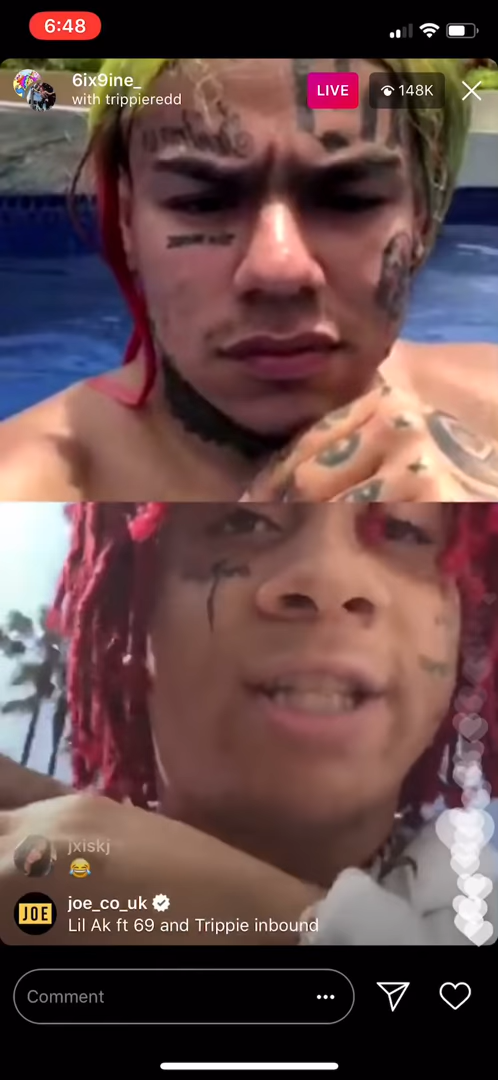 6:48
6ix9ine_
with trippieredd
LIVE
148K
jxiskj
😂
JOE
joe_co_uk
Lil Ak ft 69 and Trippie inbound
Comment